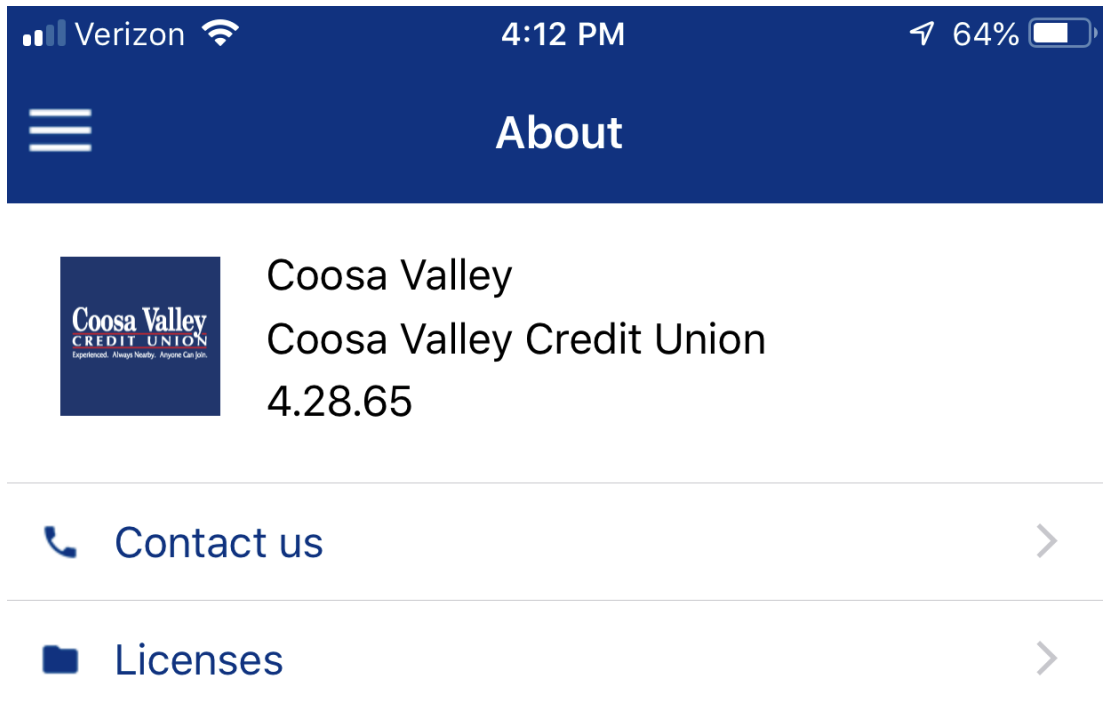 Verizon 4:12 PM 64%
About
Coosa Valley
CREDIT UNION
Experienced. Always Nearby. Anyone Can Join.
Coosa Valley
Coosa Valley Credit Union
4.28.65
Contact us
Licenses